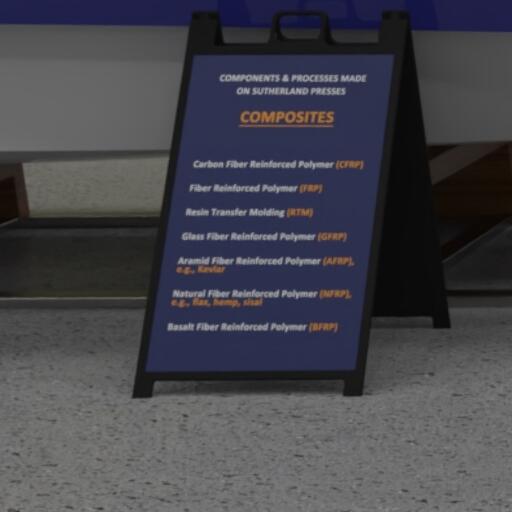 COMPONENTS & PROCESSES MADE
ON SUTHERLAND PRESSES
COMPOSITES
Carbon Fiber Reinforced Polymer (CFRP)
Fiber Reinforced Polymer (FRP)
Resin Transfer Molding (RTM)
Glass Fiber Reinforced Polymer (GFRP)
Aramid Fiber Reinforced Polymer (AFRP),
e.g., Kevlar
Natural Fiber Reinforced Polymer (NFRP),
e.g., flax, hemp, sisal
Basalt Fiber Reinforced Polymer (BFRP)